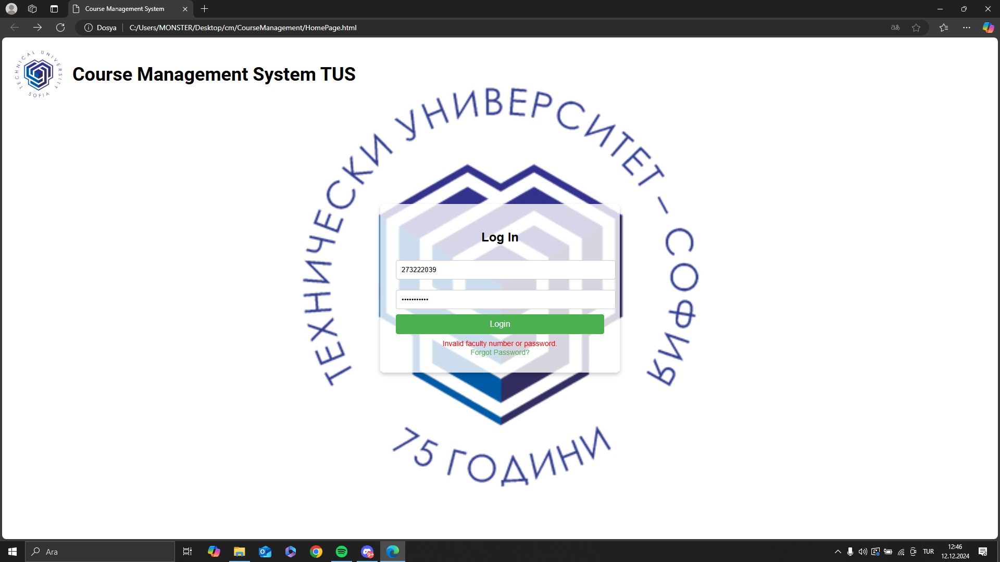 Course Management System
Dosya
C:/Users/MONSTER/Desktop/cm/CourseManagement/HomePage.html
TECHNICAL UNIVERSITY
SOFIA
Course Management System TUS
ТЕХНИЧЕСКИ УНИВЕРСИТЕТ – СОФИЯ
Log In
273222039
•••••••••••
Login
Invalid faculty number or password.
Forgot Password?
75 ГОДИНИ
Ara
9+
TUR
12:46
12.12.2024